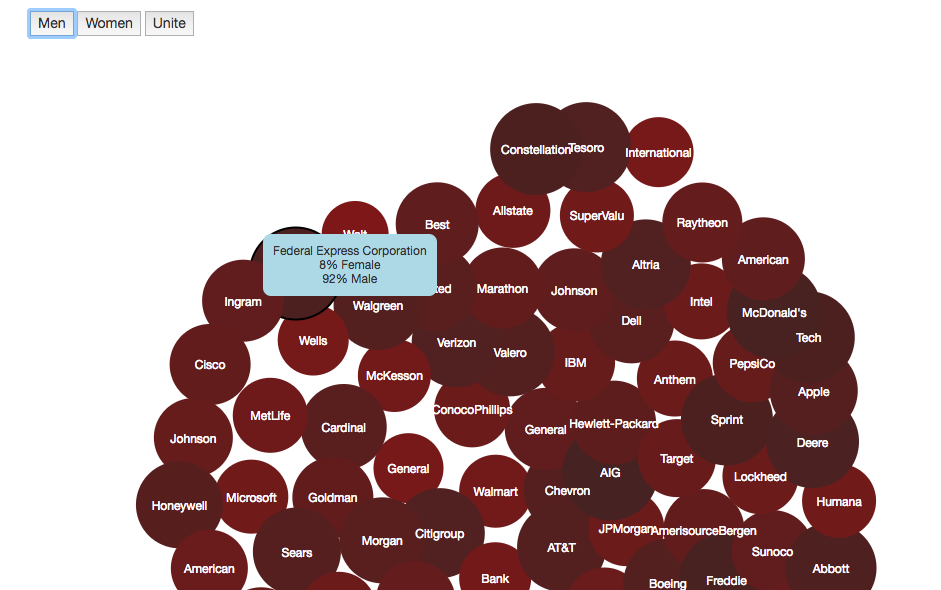 Men Women Unite
Constellation Tesoro International
Allstate SuperValu Raytheon
Best
Walt
Federal Express Corporation
8% Female
92% Male
American
Altria
Marathon Johnson
Ingram Walgreen Intel
McDonald's
Dell
Tech
Wells Verizon Valero
Cisco IBM PepsiCo
McKesson Anthem
Apple
MetLife ConocoPhillips
Cardinal General Hewlett-Packard Sprint
Johnson Deere
General AIG Target
Lockheed
Microsoft Goldman Walmart Chevron
Honeywell Humana
JPMorgan AmerisourceBergen
Morgan Citigroup
Sears AT&T Sunoco
American Bank Boeing Freddie Abbott